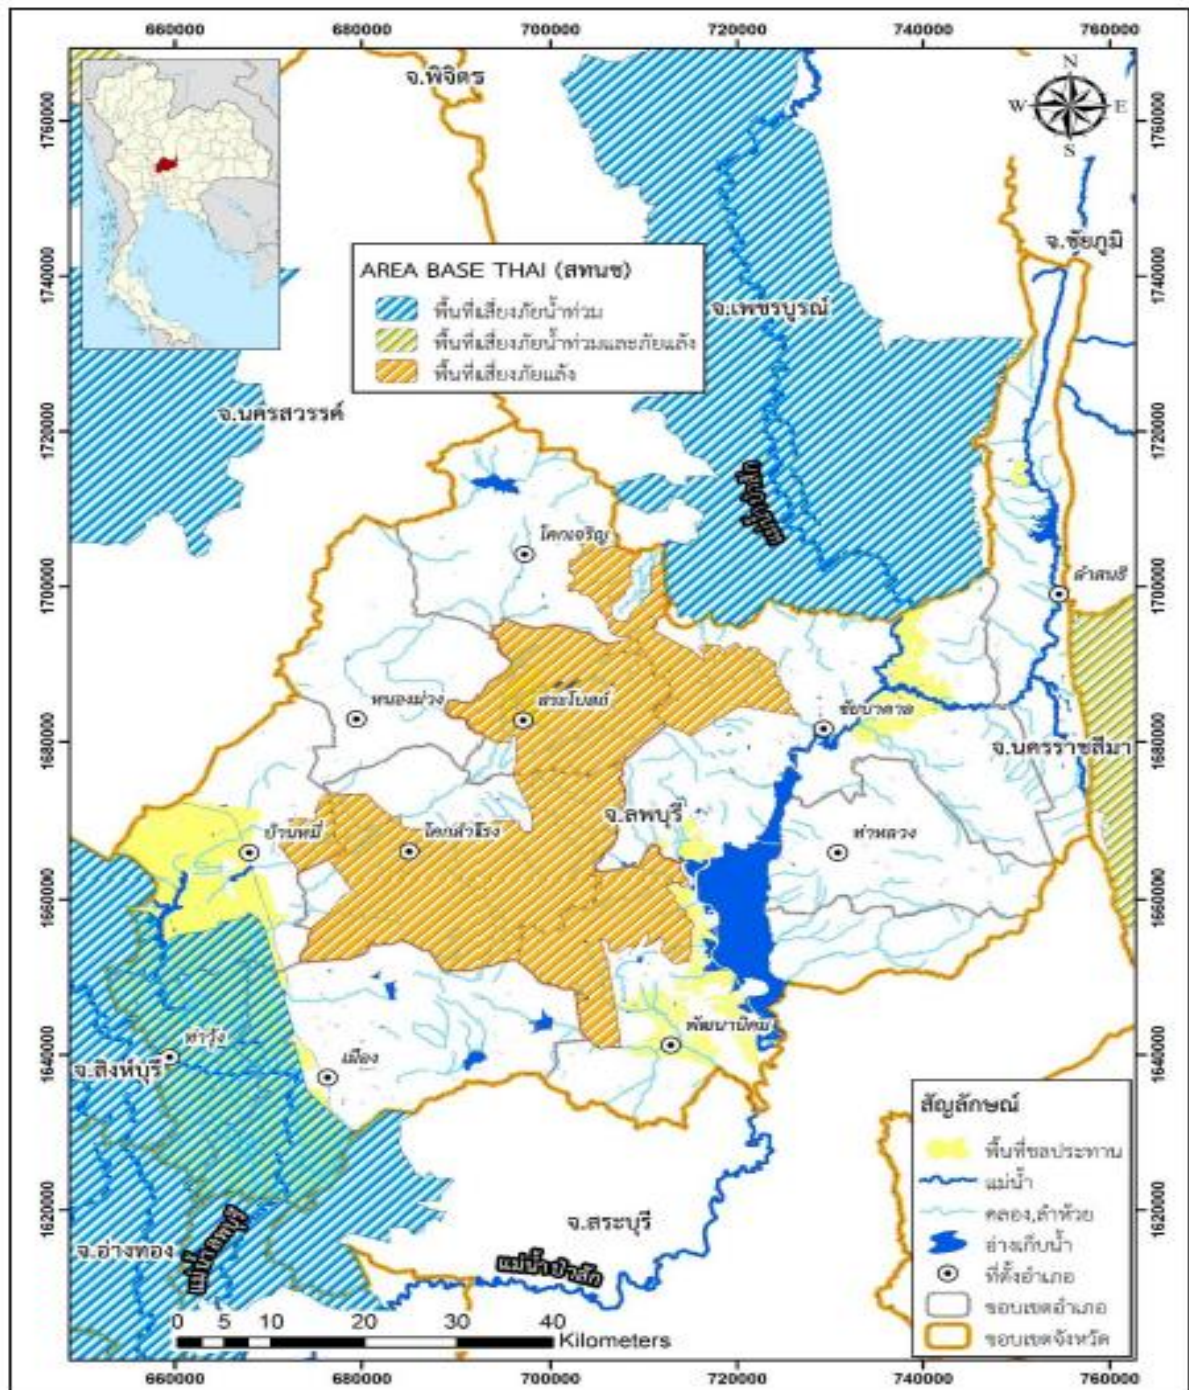 660000 680000 700000 720000 740000 760000
จ.พิจิตร
N
W E
S
1760000 1760000
จ.ชัยภูมิ
AREA BASE THAI (สทนช)
พื้นที่เสี่ยงภัยน้ำท่วม
พื้นที่เสี่ยงภัยน้ำท่วมและภัยแล้ง
พื้นที่เสี่ยงภัยแล้ง
1740000 1740000
จ.เพชรบูรณ์
จ.นครสวรรค์
1720000 1720000
แม่น้ำป่าสัก
โคกเจริญ
ลำสนธิ
1700000 1700000
หนองม่วง
สระโบสถ์
ชัยบาดาล
จ.นครราชสีมา
1680000 1680000
จ.ลพบุรี
บ้านหมี่
โคกสำโรง
ท่าหลวง
1660000 1660000
พัฒนานิคม
ท่าวุ้ง
เมือง
จ.สิงห์บุรี
1640000 1640000
สัญลักษณ์
พื้นที่ชลประทาน
แม่น้ำ
คลอง,ลำห้วย
อ่างเก็บน้ำ
ที่ตั้งอำเภอ
ขอบเขตอำเภอ
ขอบเขตจังหวัด
1620000 1620000
จ.สระบุรี
จ.อ่างทอง
แม่น้ำลพบุรี
แม่น้ำป่าสัก
0 5 10 20 30 40
Kilometers
660000 680000 700000 720000 740000 760000